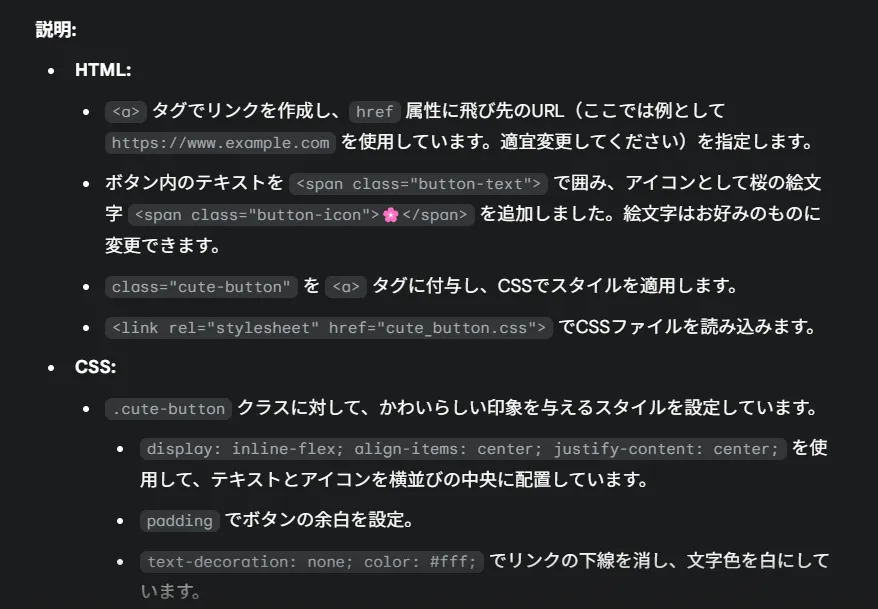 説明:
HTML:
<a> タグでリンクを作成し、 href 属性に飛び先のURL（ここでは例として
https://www.example.com を使用しています。適宜変更してください）を指定します。
ボタン内のテキストを <span class="button-text"> で囲み、アイコンとして桜の絵文
字 <span class="button-icon">🌸</span> を追加しました。絵文字はお好みのものに
変更できます。
class="cute-button" を <a> タグに付与し、CSSでスタイルを適用します。
<link rel="stylesheet" href="cute_button.css"> でCSSファイルを読み込みます。
CSS:
.cute-button クラスに対して、かわいらしい印象を与えるスタイルを設定しています。
display: inline-flex; align-items: center; justify-content: center; を使
用して、テキストとアイコンを横並びの中央に配置しています。
padding でボタンの余白を設定。
text-decoration: none; color: #fff; でリンクの下線を消し、文字色を白にして
います。